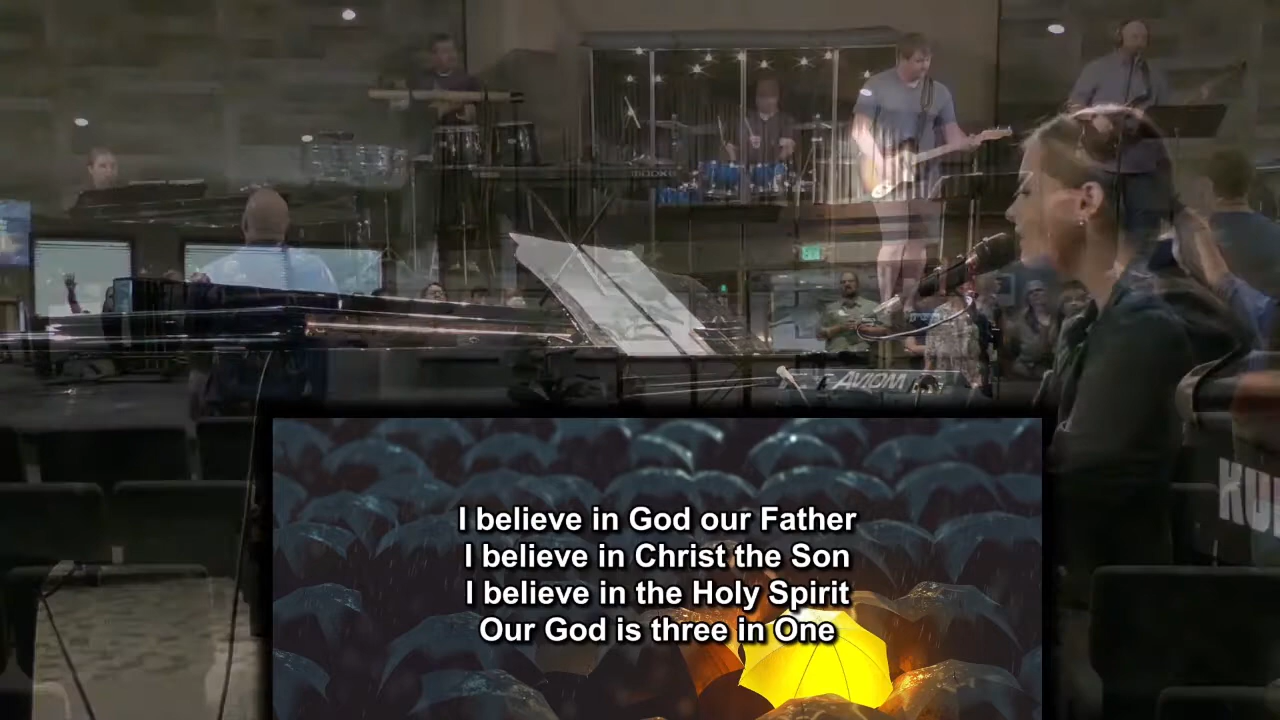 AVIOM
I believe in God our Father
I believe in Christ the Son
I believe in the Holy Spirit
Our God is three in One